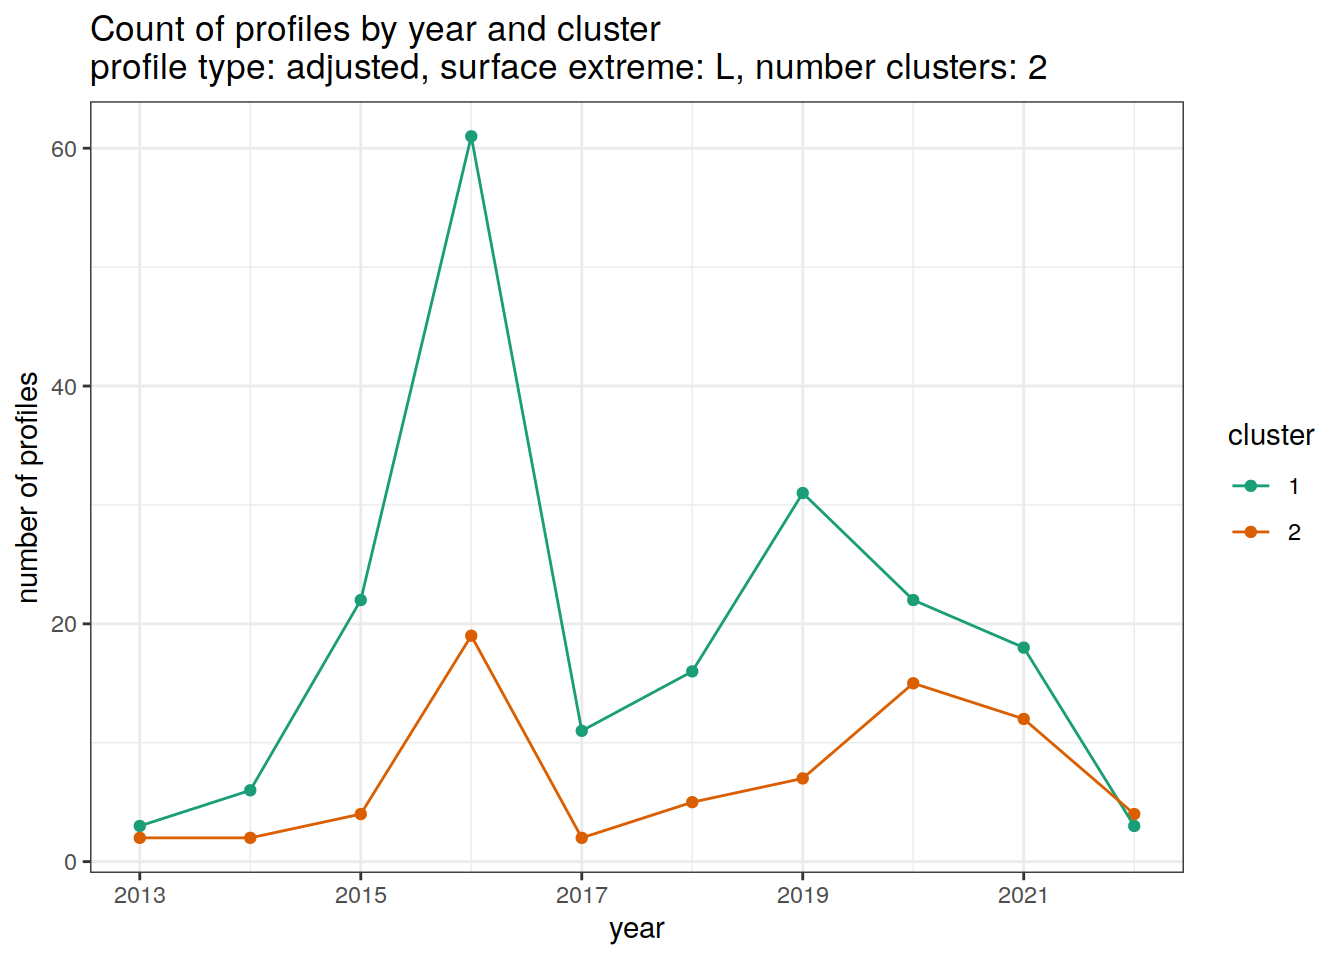 Count of profiles by year and cluster
profile type: adjusted, surface extreme: L, number clusters: 2
60
40
20
0
number of profiles
2013 2015 2017 2019 2021
year
cluster
1
2